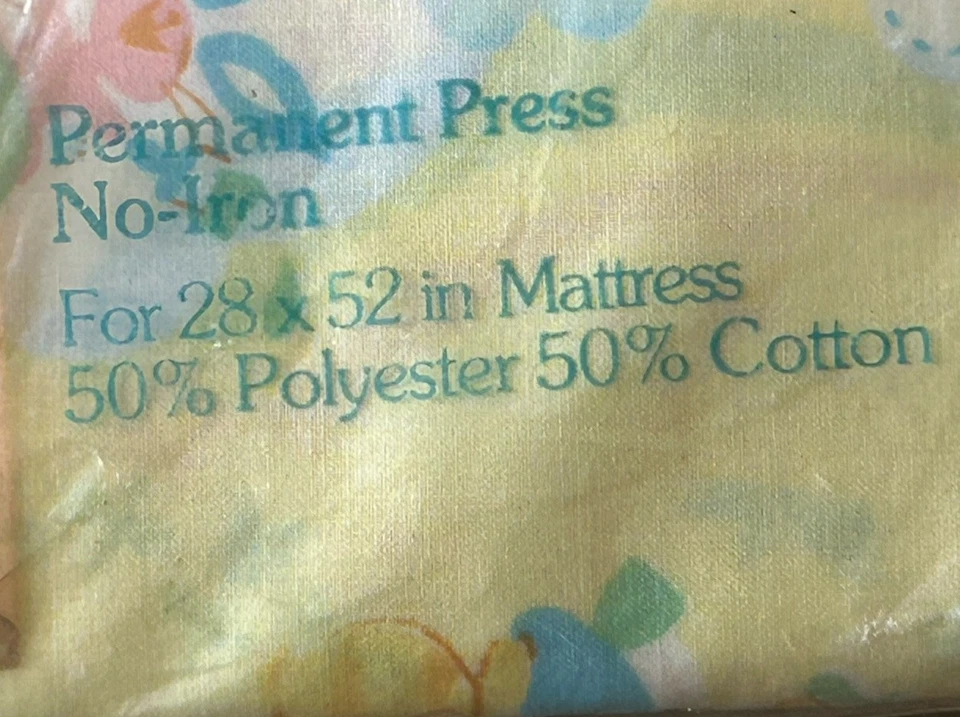 Permanent Press
No-Iron
For 28 x 52 in Mattress
50% Polyester 50% Cotton